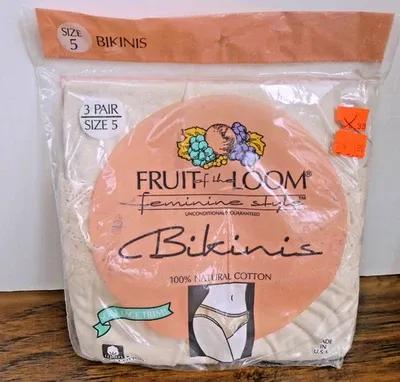 SIZE
5
BIKINIS
3 PAIR
SIZE 5
FRUIT of the LOOM®
feminine style™
UNCONDITIONALLY GUARANTEED
Bikinis
100% NATURAL COTTON
LACE TRIM
MADE
IN
U.S.A.